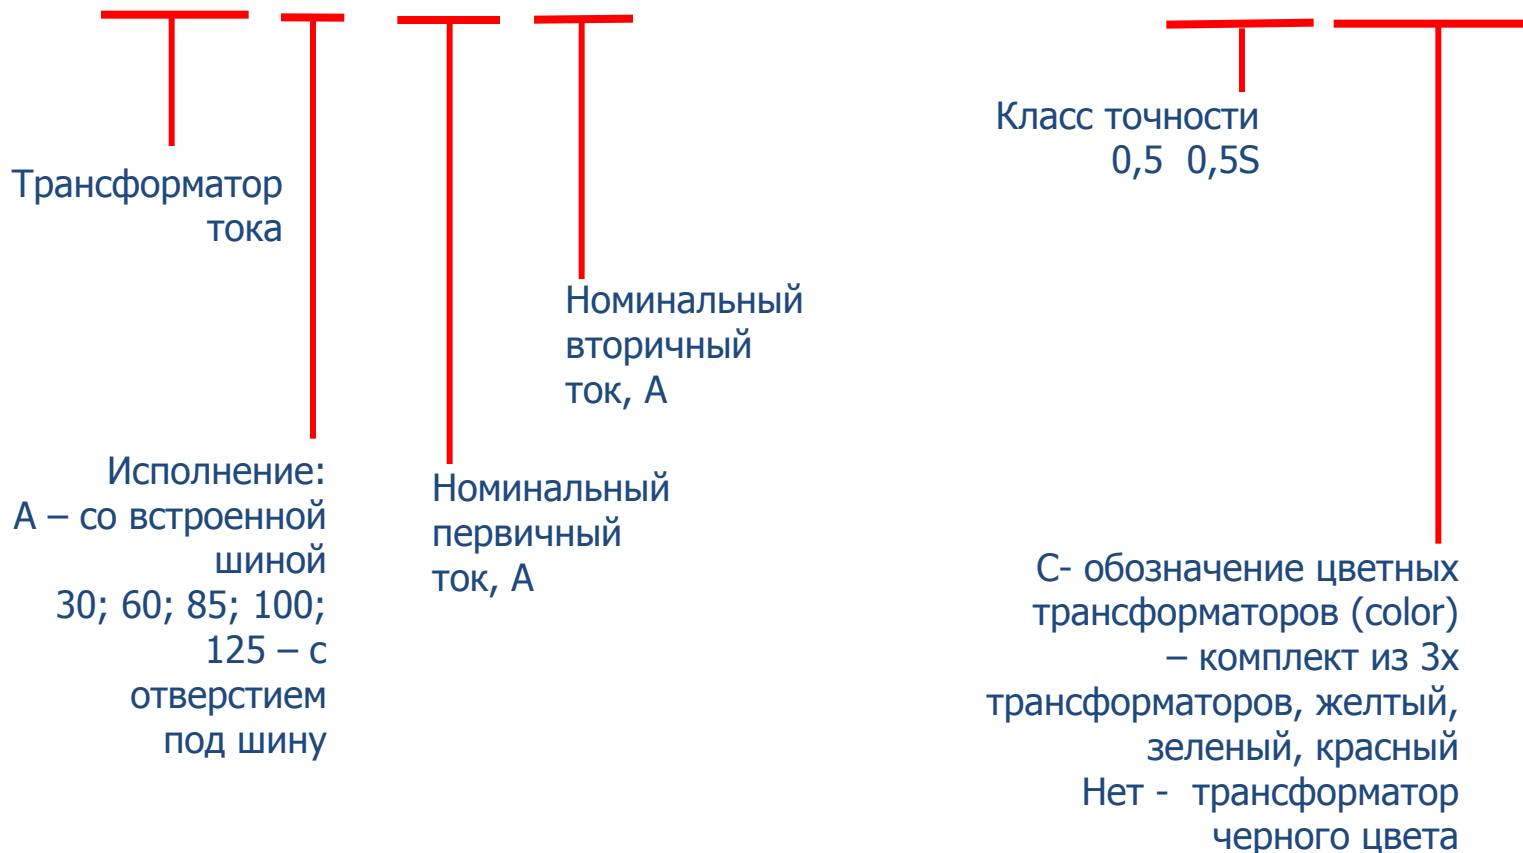 Трансформатор
тока
Исполнение:
А – со встроенной
шиной
30; 60; 85; 100;
125 – с
отверстием
под шину
Номинальный
первичный
ток, А
Номинальный
вторичный
ток, А
Класс точности
0,5 0,5S
С- обозначение цветных
трансформаторов (color)
– комплект из 3х
трансформаторов, желтый,
зеленый, красный
Нет - трансформатор
черного цвета